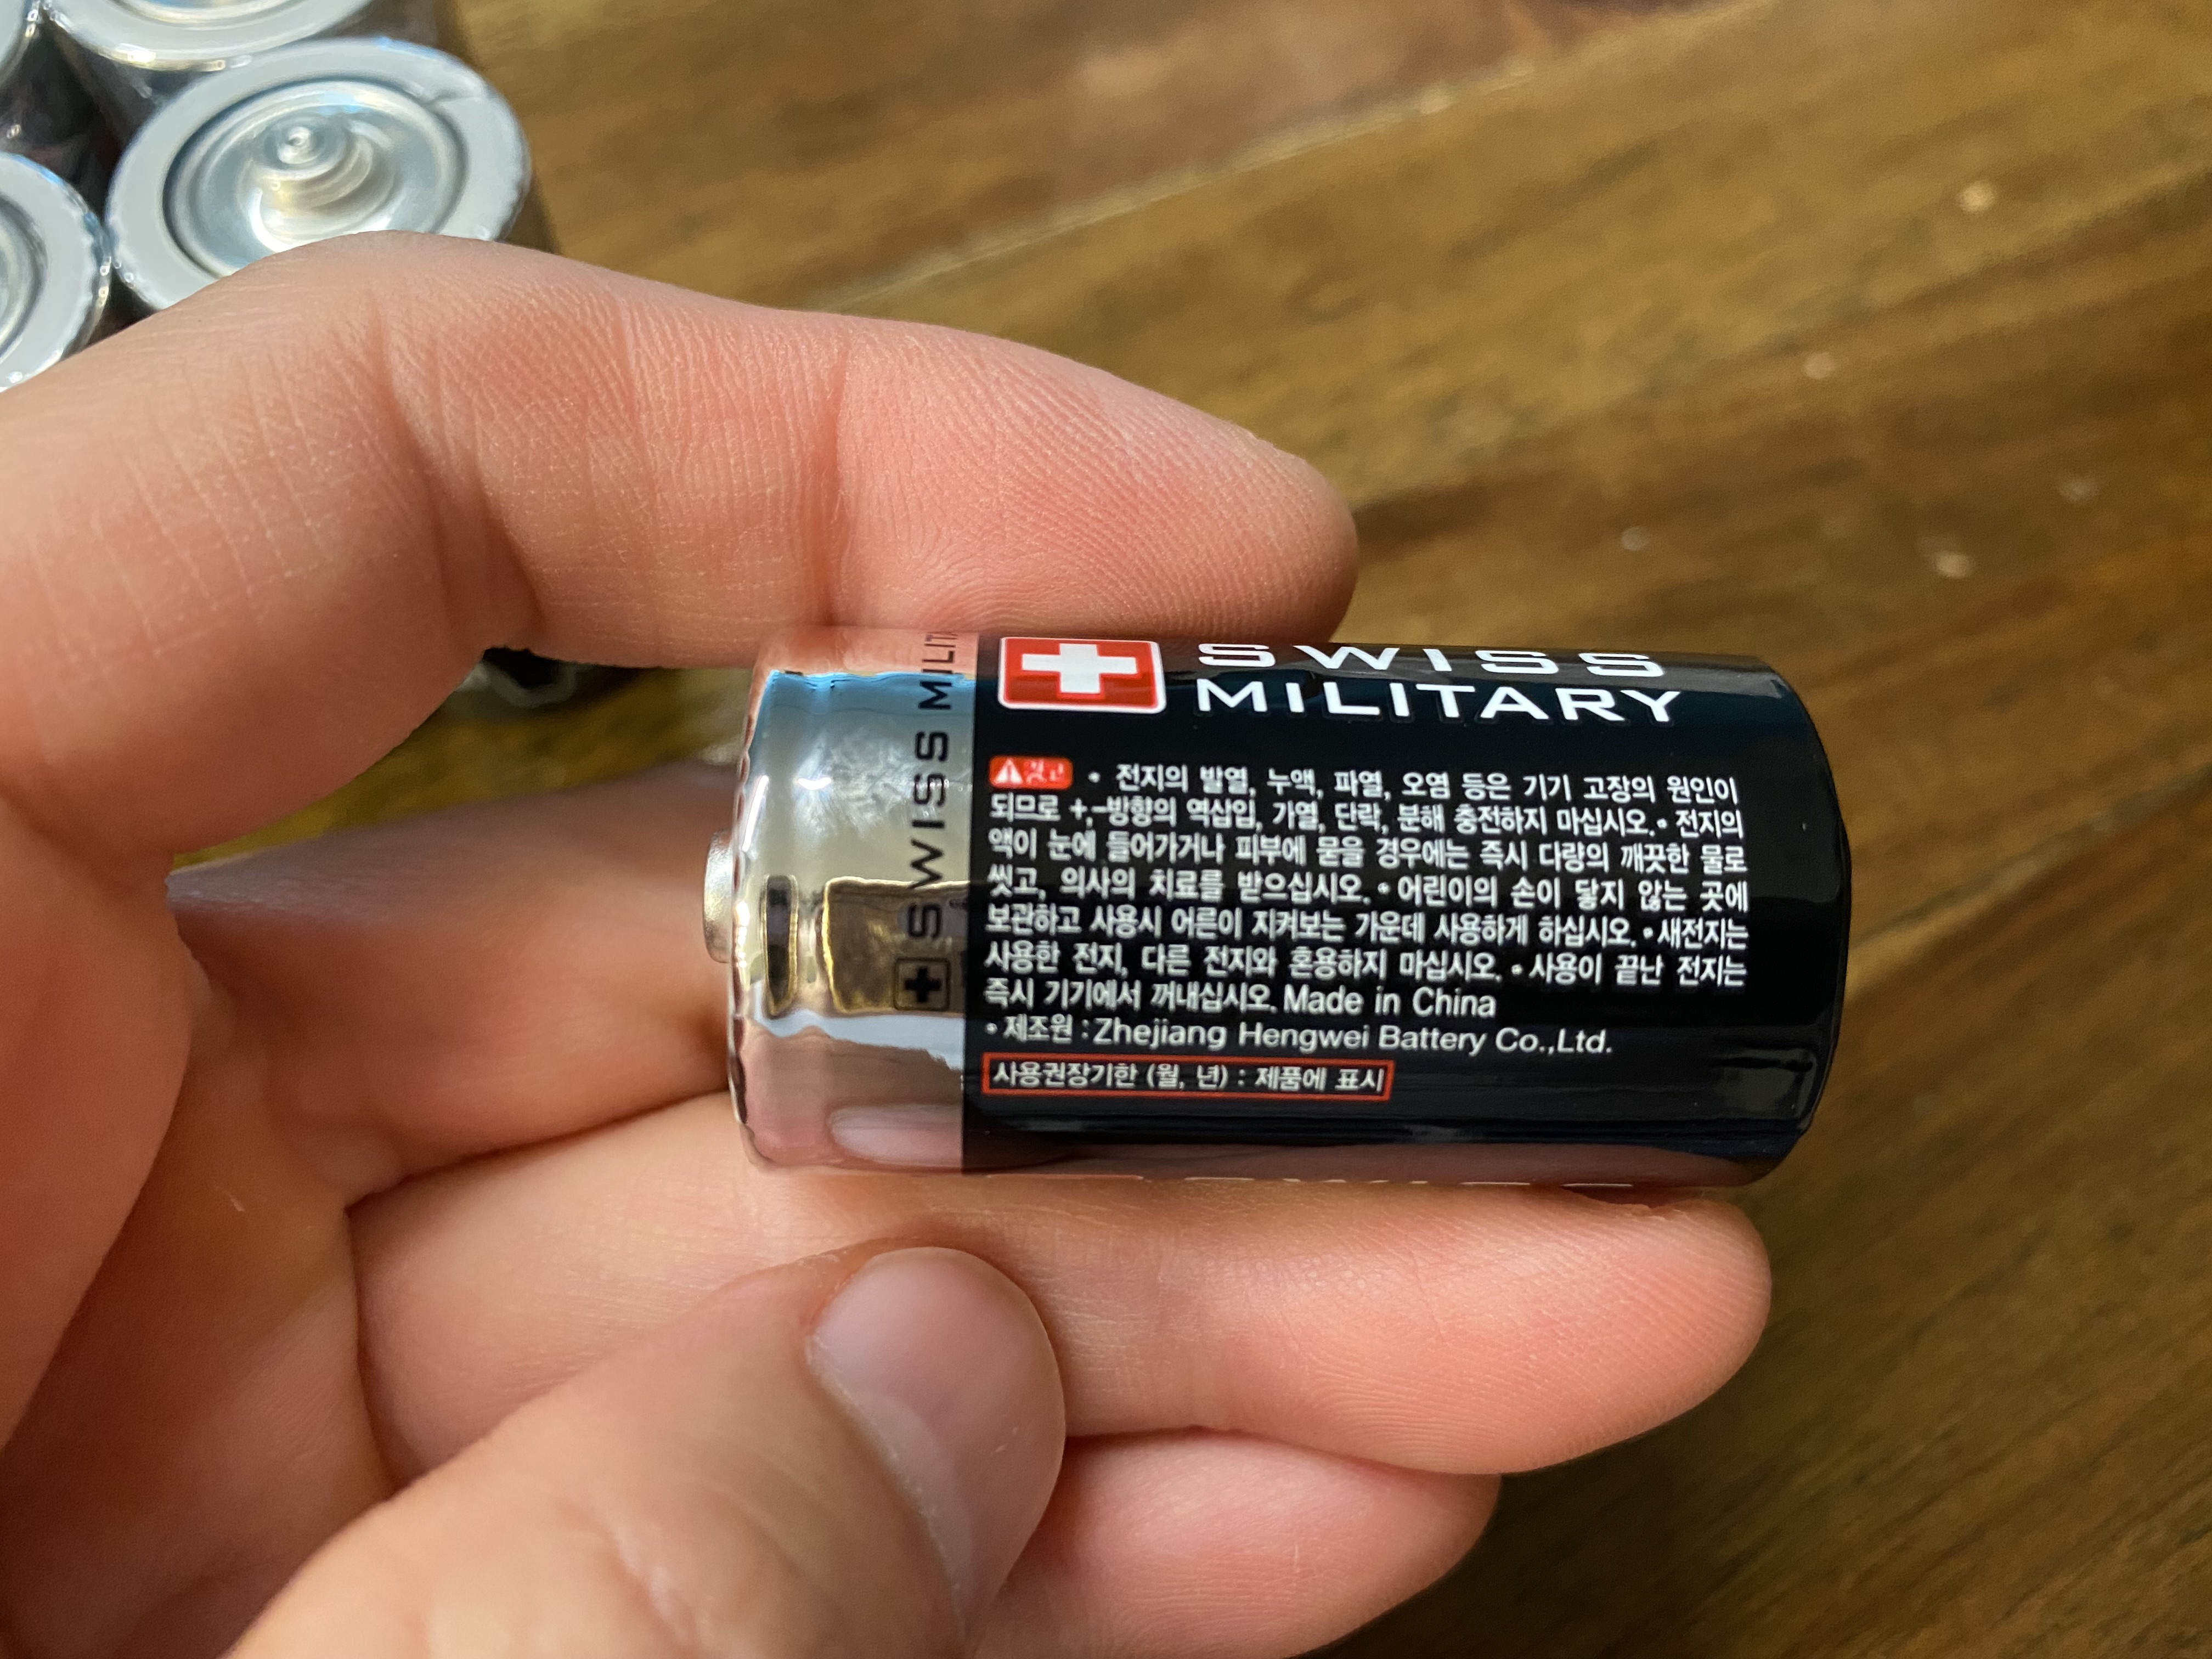 SWISS
MILITARY
경고 • 전지의 발열, 누액, 파열, 오염 등은 기기 고장의 원인이
되므로 +,-방향의 역삽입, 가열, 단락, 분해 충전하지 마십시오. • 전지의
액이 눈에 들어가거나 피부에 묻을 경우에는 즉시 다량의 깨끗한 물로
씻고, 의사의 치료를 받으십시오. • 어린이의 손이 닿지 않는 곳에
보관하고 사용시 어른이 지켜보는 가운데 사용하게 하십시오. • 새전지는
사용한 전지, 다른 전지와 혼용하지 마십시오. • 사용이 끝난 전지는
즉시 기기에서 꺼내십시오. Made in China
• 제조원 : Zhejiang Hengwei Battery Co.,Ltd.
사용권장기한 (월, 년) : 제품에 표시
SWISS MILITA